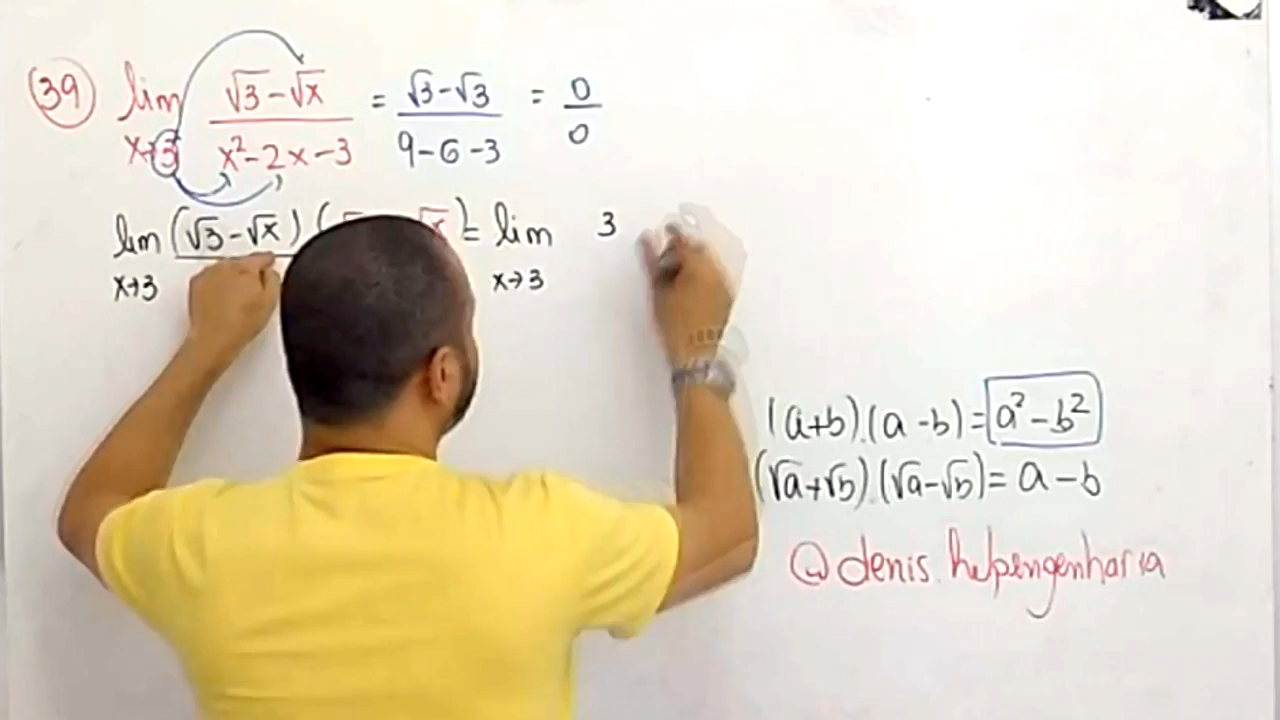 39 lim √3-√x = √3-√3 = 0
x→3 x²-2x-3 9-6-3 0
lim (√3-√x) ( √x) = lim 3
x→3 x→3
(a+b).(a-b)=a²-b²
(√a+√b).(√a-√b)=a-b
@denis.helpengenharia